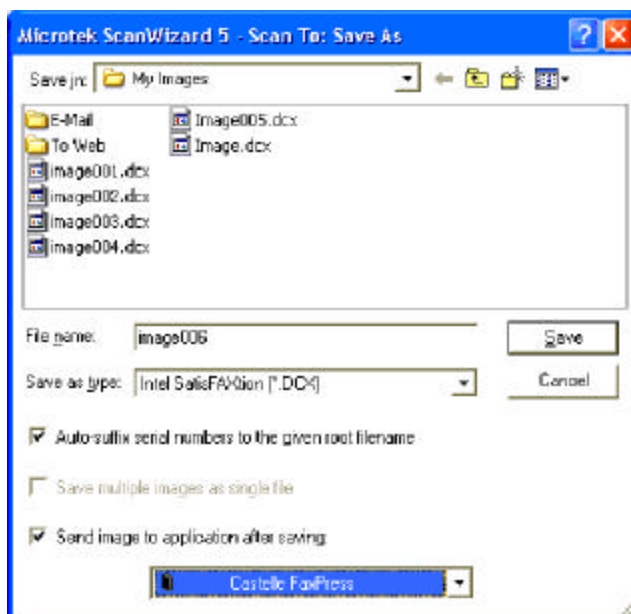 Microtek ScanWizard 5 - Scan To: Save As
Save in: My Images
E-Mail
To Web
image001.dcx
image002.dcx
image003.dcx
image004.dcx
Image005.dcx
Image.dcx
File name: image006
Save
Save as type: Intel SatisFAXtion (*.DCX)
Cancel
Auto-suffix serial numbers to the given root filename
Save multiple images as single file
Send image to application after saving:
Castelle FaxPress